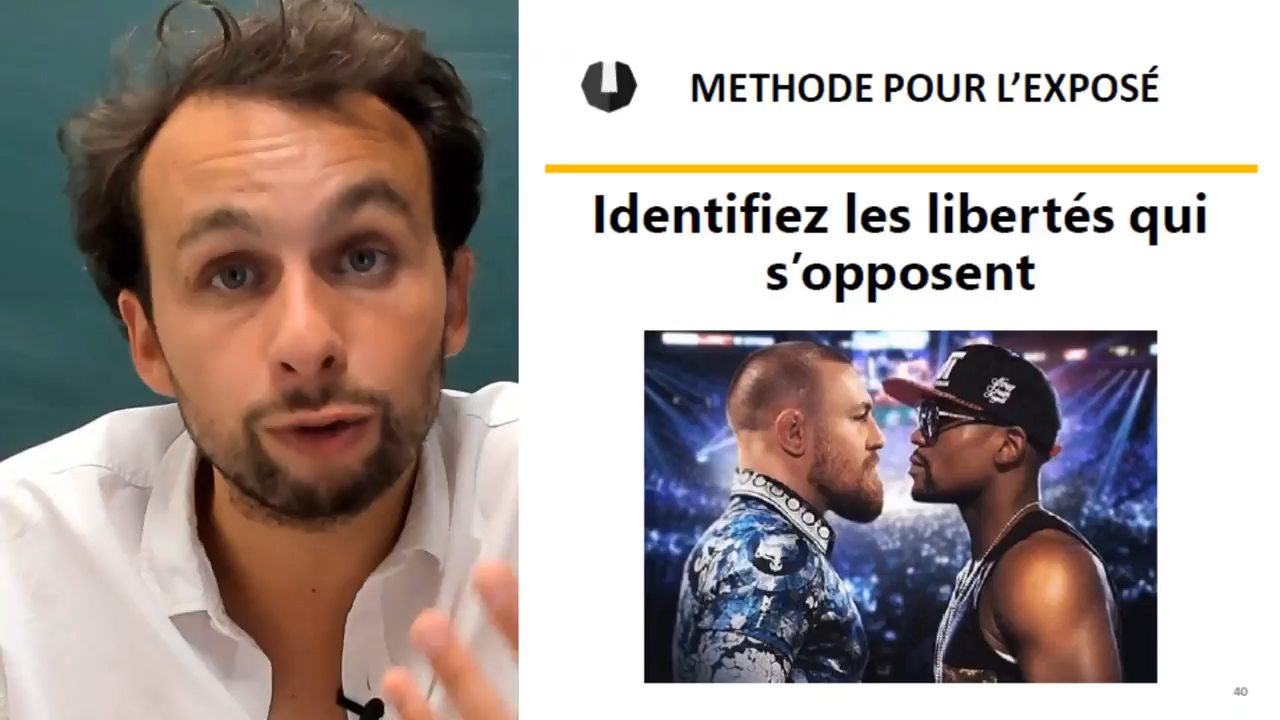 METHODE POUR L’EXPOSÉ
Identifiez les libertés qui
s’opposent
40